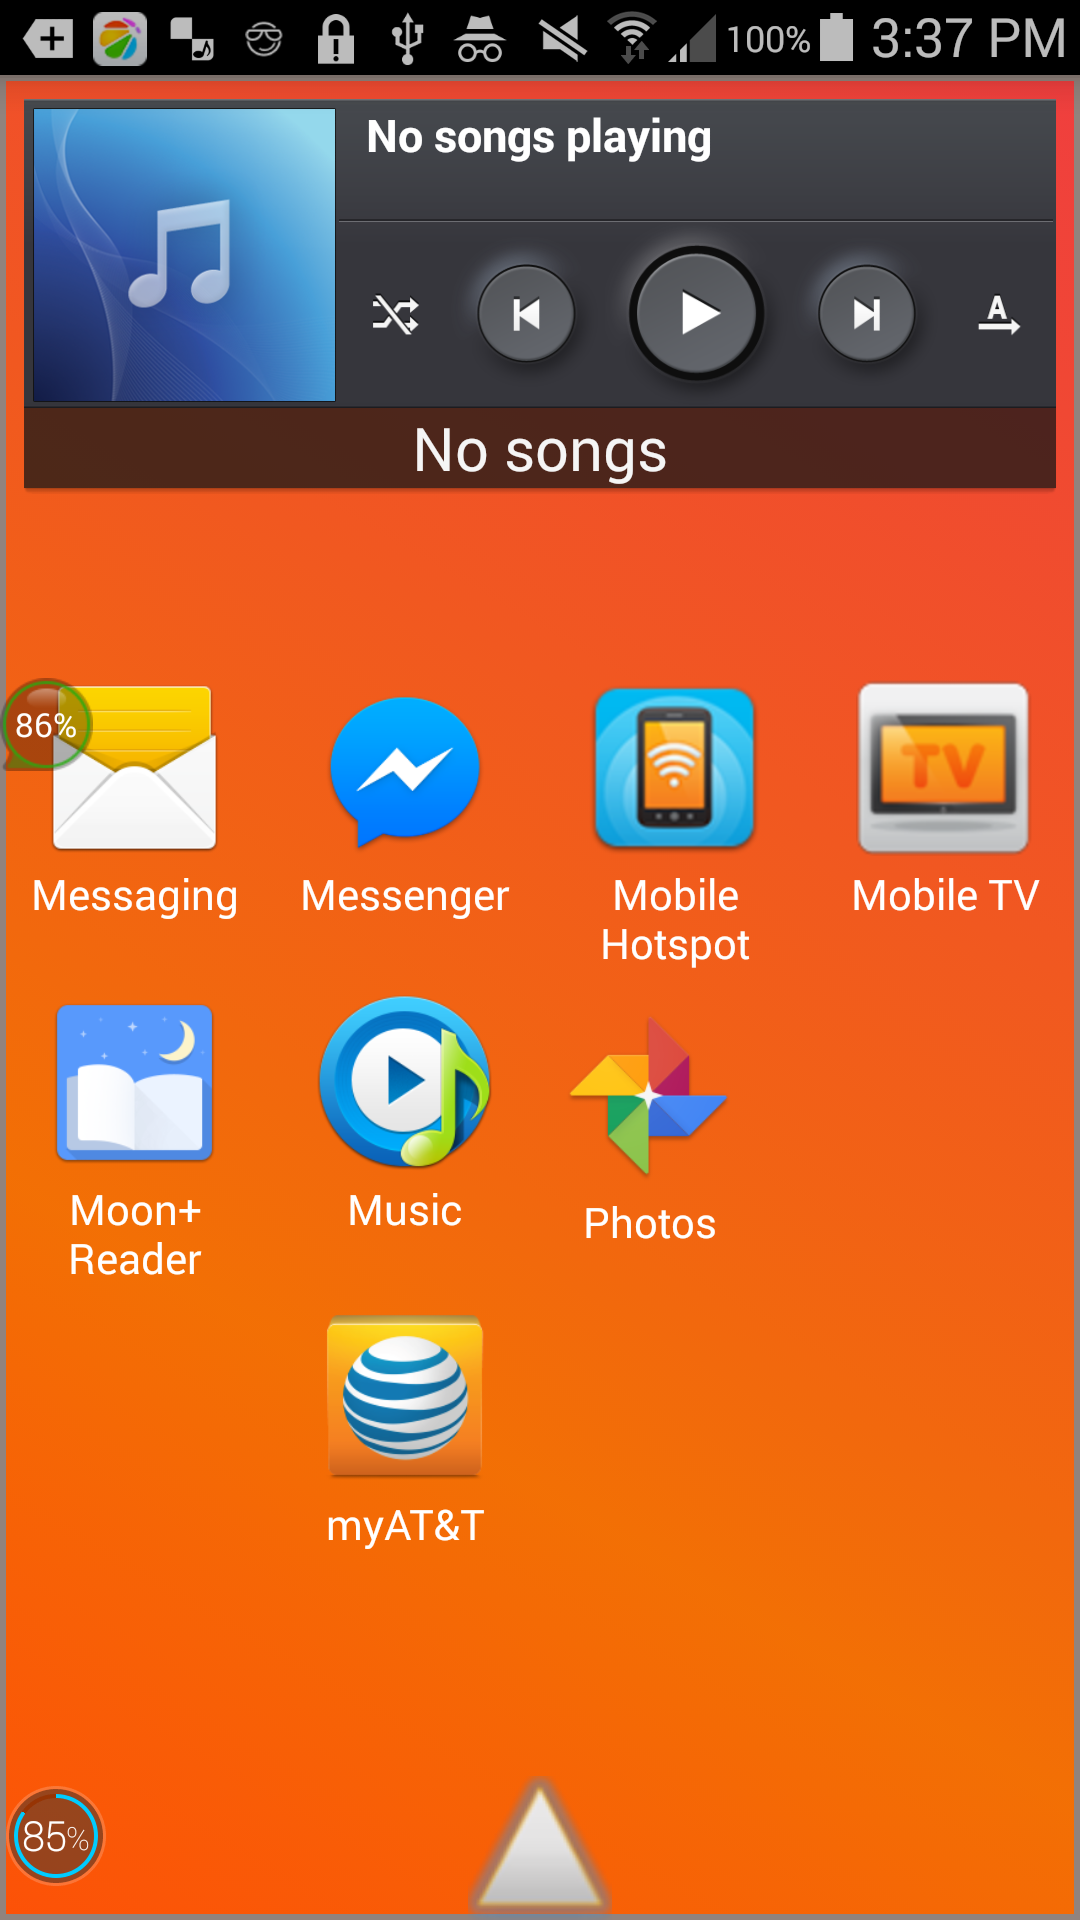 100% 3:37 PM
No songs playing
A
No songs
86%
TV
Messaging Messenger Mobile Hotspot Mobile TV
Moon+ Reader Music Photos
myAT&T
85%